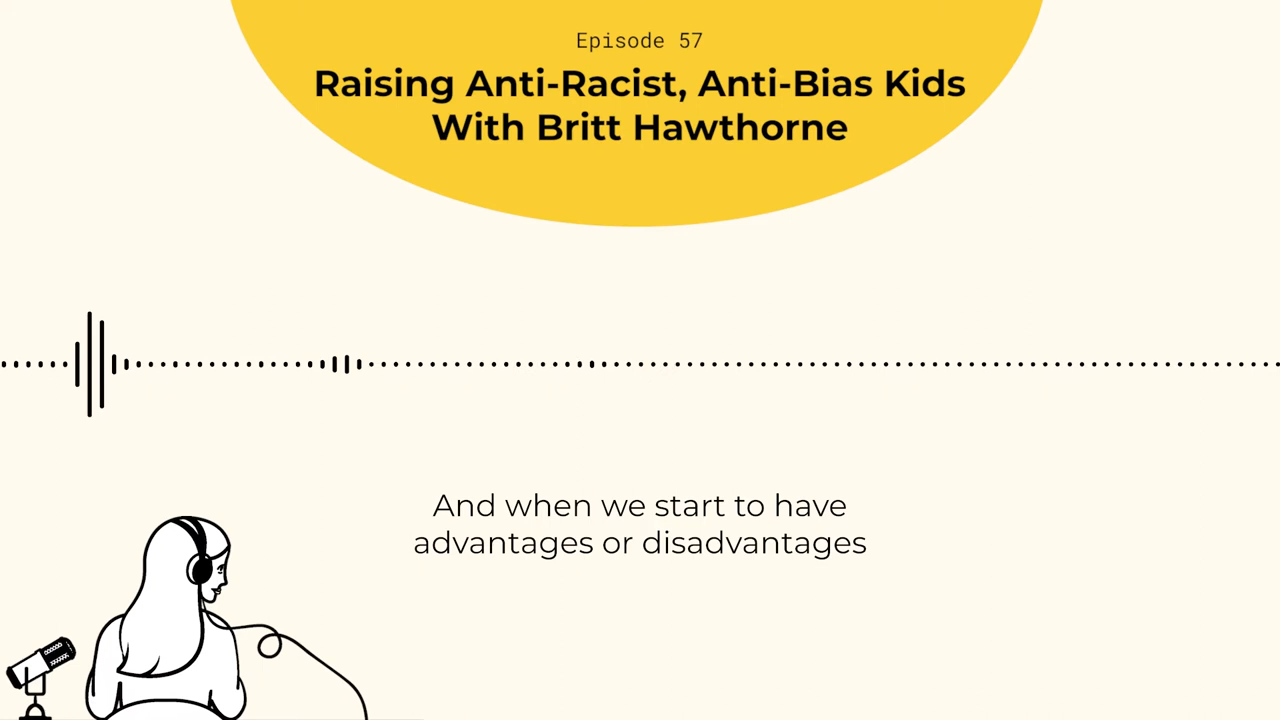 Episode 57
Raising Anti-Racist, Anti-Bias Kids
With Britt Hawthorne
And when we start to have
advantages or disadvantages